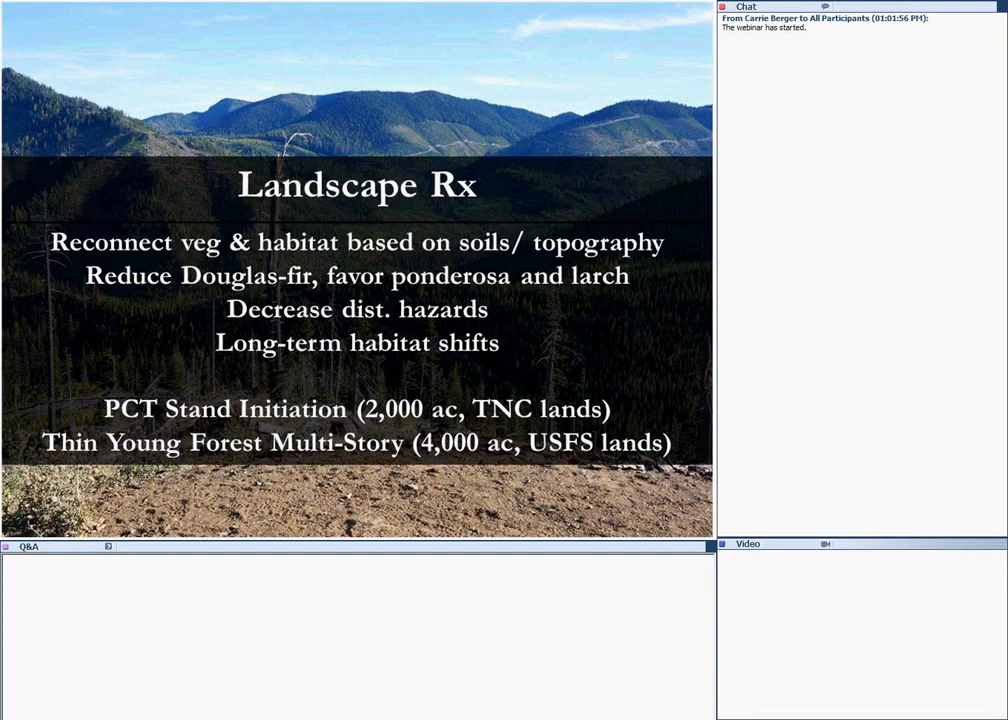 Landscape Rx
Reconnect veg & habitat based on soils/ topography
Reduce Douglas-fir, favor ponderosa and larch
Decrease dist. hazards
Long-term habitat shifts
PCT Stand Initiation (2,000 ac, TNC lands)
Thin Young Forest Multi-Story (4,000 ac, USFS lands)
Chat
From Carrie Berger to All Participants (01:01:56 PM):
The webinar has started.
Q&A
Video